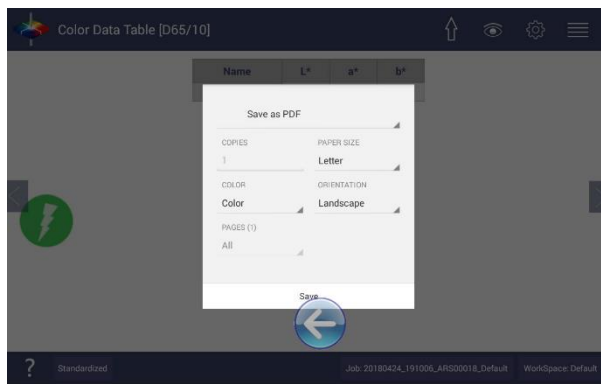 Color Data Table [D65/10]
Name L* a* b*
Save as PDF
COPIES PAPER SIZE
1 Letter
COLOR ORIENTATION
Color Landscape
PAGES (1)
All
Save
? Standardized Job: 20180424_191006_ARS00018_Default WorkSpace: Default